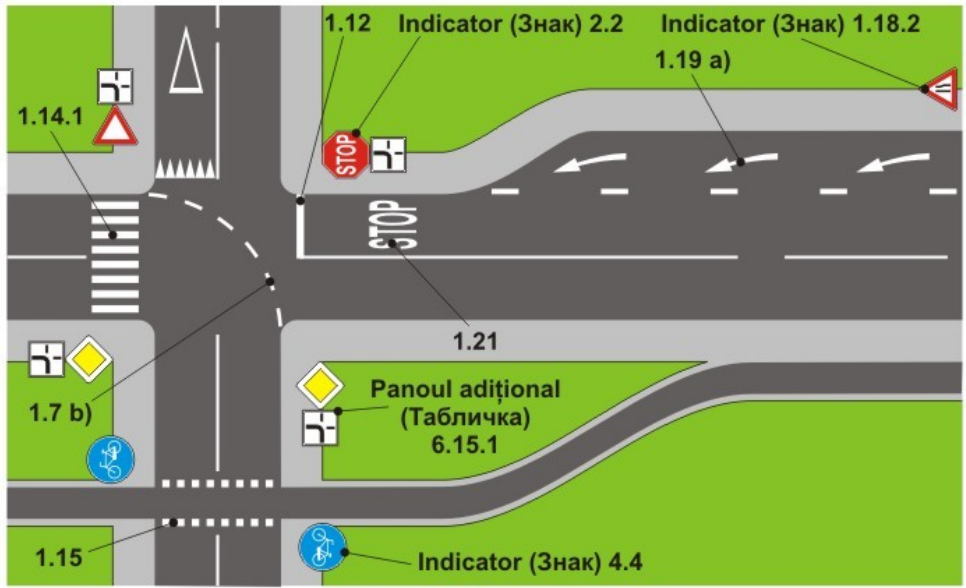 1.12
Indicator (Знак) 2.2
Indicator (Знак) 1.18.2
1.19 a)
1.14.1
STOP
STOP
1.21
1.7 b)
Panoul adițional
(Табличка)
6.15.1
1.15
Indicator (Знак) 4.4